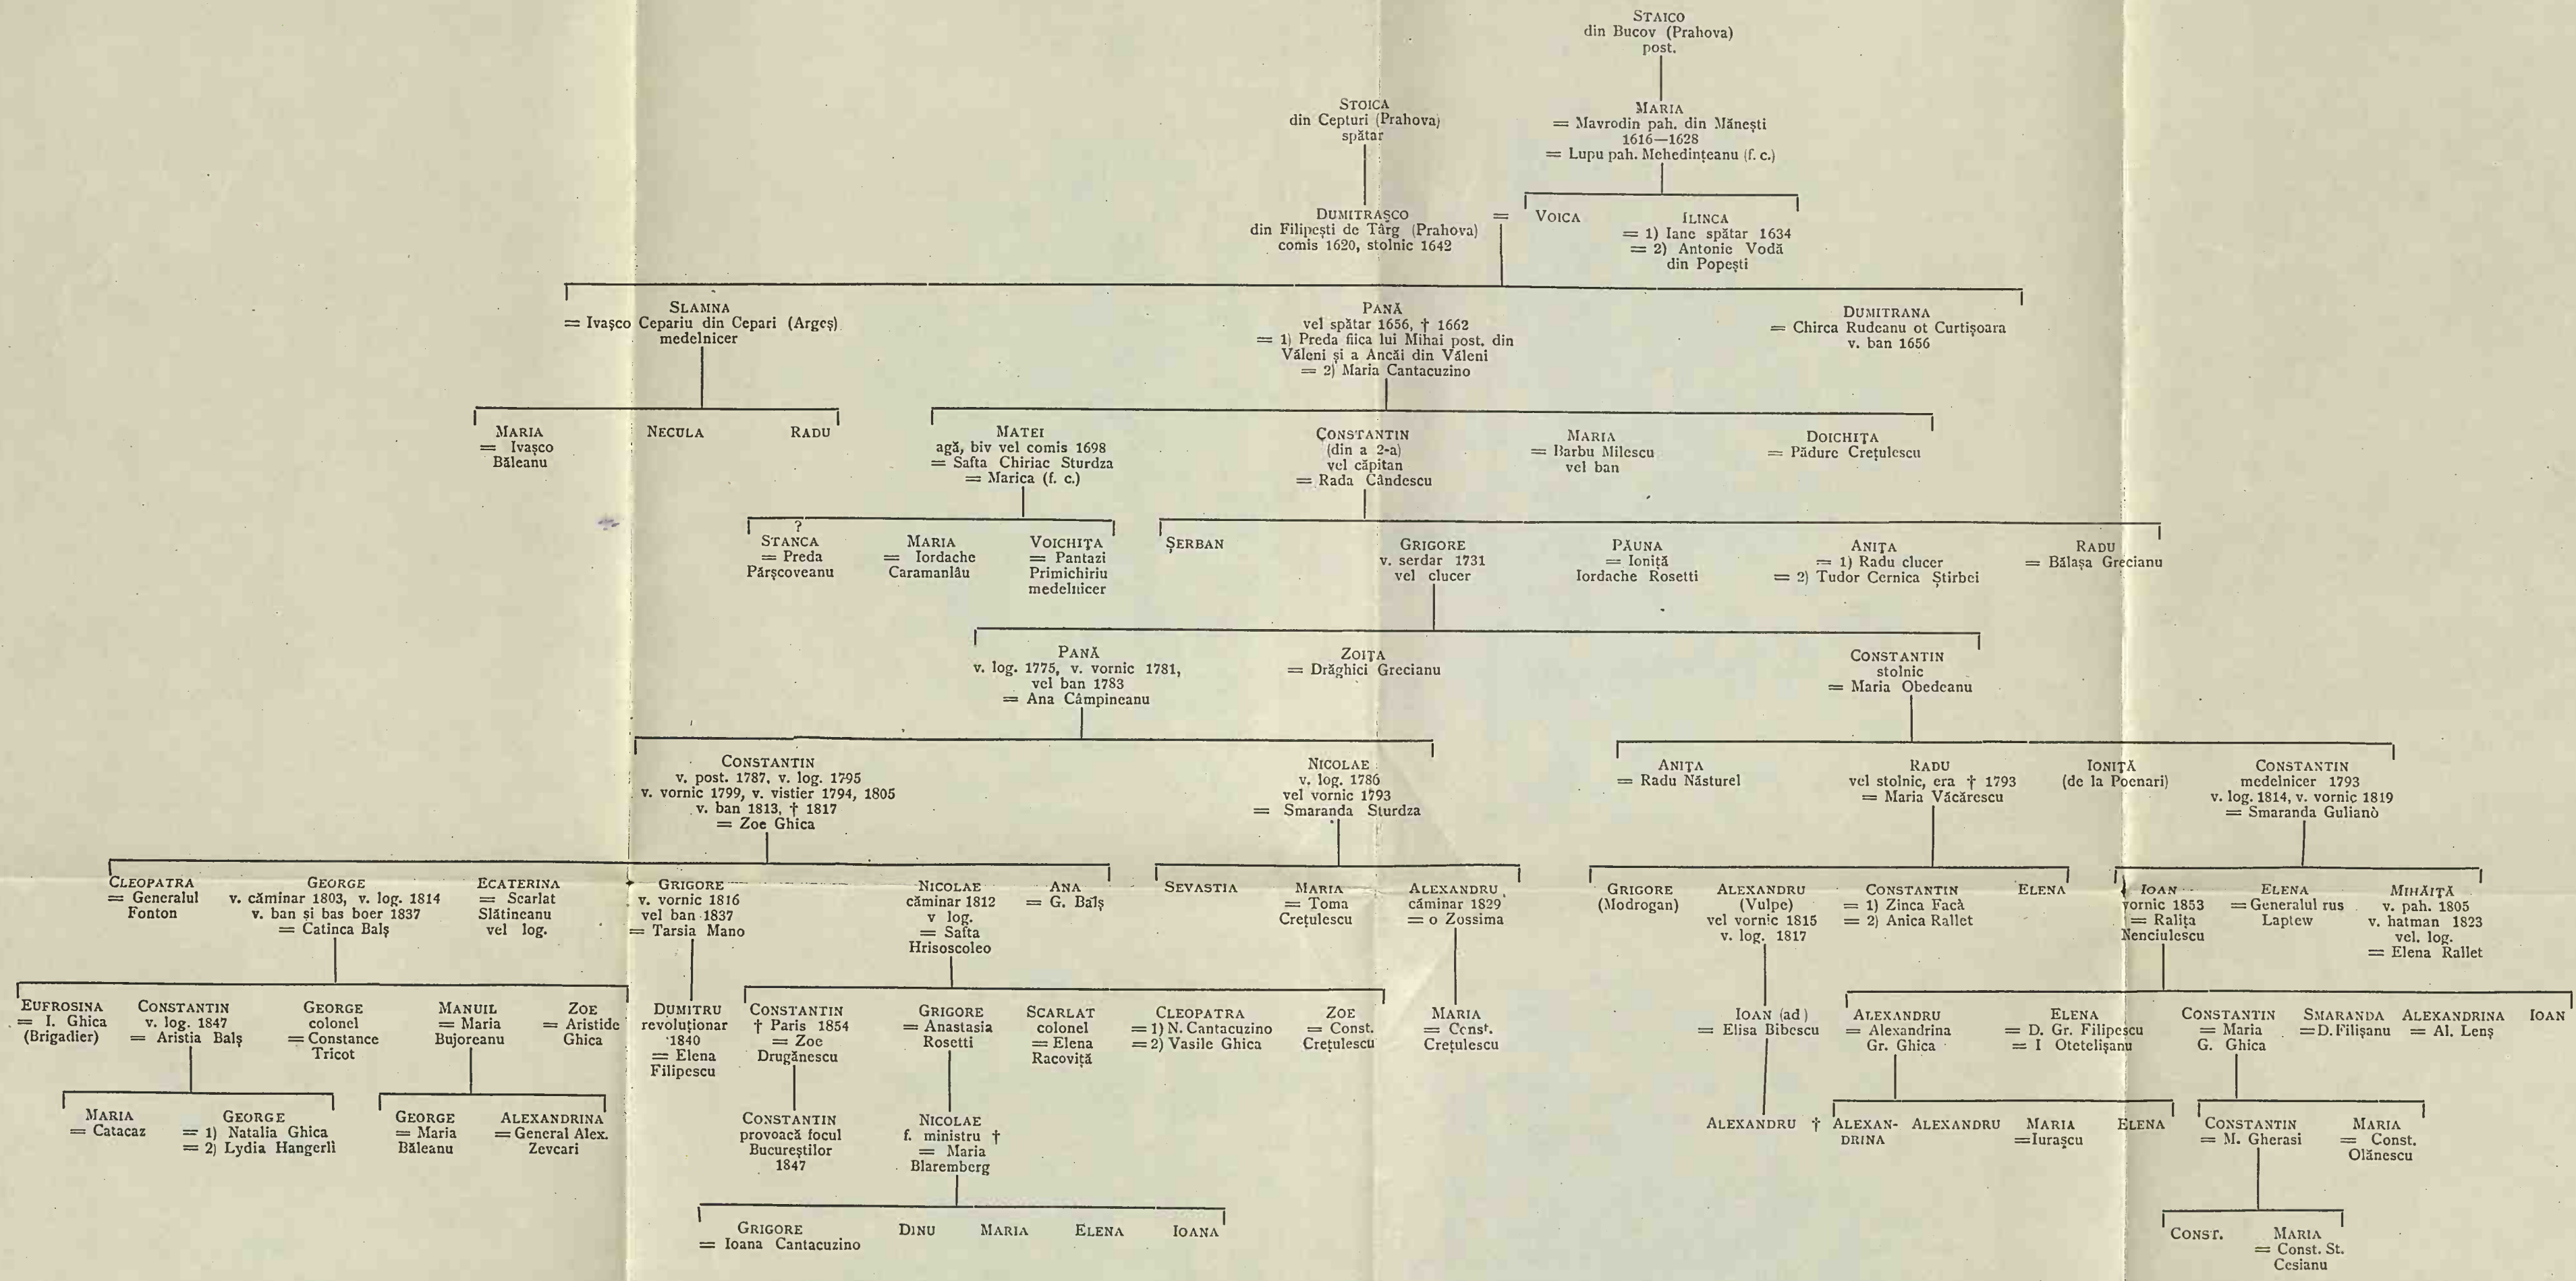 STAICO
din Bucov (Prahova)
post.
STOICA
din Cepturi (Prahova)
spătar
MARIA
= Mavrodin pah. din Mănești
1616—1628
= Lupu pah. Mehedințeanu (f. c.)
DUMITRAȘCO
din Filipești de Târg (Prahova)
comis 1620, stolnic 1642
=
VOICA
ILINCA
= 1) Iane spătar 1634
= 2) Antonie Vodă
din Popești
SLAMNA
= Ivașco Cepariu din Cepari (Argeș)
medelnicer
PANĂ
vel spătar 1656, † 1662
= 1) Preda fiica lui Mihai post. din
Văleni și a Ancăi din Văleni
= 2) Maria Cantacuzino
DUMITRANA
= Chirca Rudeanu ot Curtișoara
v. ban 1656
MARIA
= Ivașco
Băleanu
NECULA
RADU
MATEI
agă, biv vel comis 1698
= Safta Chiriac Sturdza
= Marica (f. c.)
CONSTANTIN
(din a 2-a)
vel căpitan
= Rada Cândescu
MARIA
= Barbu Milescu
vel ban
DOICHIȚA
= Pădure Crețulescu
?
STANCA
= Preda
Pârșcoveanu
MARIA
= Iordache
Caramanlău
VOICHIȚA
= Pantazi
Primichiriu
medelnicer
ȘERBAN
GRIGORE
v. serdar 1731
vel clucer
PĂUNA
= Ioniță
Iordache Rosetti
ANIȚA
= 1) Radu clucer
= 2) Tudor Cernica Știrbei
RADU
= Bălașa Grecianu
PANĂ
v. log. 1775, v. vornic 1781,
vel ban 1783
= Ana Câmpineanu
ZOIȚA
= Drăghici Grecianu
CONSTANTIN
stolnic
= Maria Obedeanu
CONSTANTIN
v. post. 1787, v. log. 1795
v. vornic 1799, v. vistier 1794, 1805
v. ban 1813, † 1817
= Zoe Ghica
NICOLAE
v. log. 1786
vel vornic 1793
= Smaranda Sturdza
ANIȚA
= Radu Năsturel
RADU
vel stolnic, era † 1793
= Maria Văcărescu
IONIȚĂ
(de la Poenari)
CONSTANTIN
medelnicer 1793
v. log. 1814, v. vornic 1819
= Smaranda Gulianò
CLEOPATRA
= Generalul
Fonton
GEORGE
v. căminar 1803, v. log. 1814
v. ban și bas boer 1837
= Catinca Balș
ECATERINA
= Scarlat
Slătineanu
vel log.
GRIGORE
v. vornic 1816
vel ban 1837
= Tarsia Mano
NICOLAE
căminar 1812
v log.
= Safta
Hrisoscoleo
ANA
= G. Balș
SEVASTIA
MARIA
= Toma
Crețulescu
ALEXANDRU
căminar 1829
= o Zossima
GRIGORE
(Modrogan)
ALEXANDRU
(Vulpe)
vel vornic 1815
v. log. 1817
CONSTANTIN
= 1) Zinca Facà
= 2) Anica Rallet
ELENA
IOAN
vornic 1853
= Ralița
Nenciulescu
ELENA
= Generalul rus
Laptew
MIHĂIȚĂ
v. pah. 1805
v. hatman 1823
vel. log.
= Elena Rallet
EUFROSINA
= I. Ghica
(Brigadier)
CONSTANTIN
v. log. 1847
= Aristia Balș
GEORGE
colonel
= Constance
Tricot
MANUIL
= Maria
Bujoreanu
ZOE
= Aristide
Ghica
DUMITRU
revoluționar
1840
= Elena
Filipescu
CONSTANTIN
† Paris 1854
= Zoe
Drugănescu
GRIGORE
= Anastasia
Rosetti
SCARLAT
colonel
= Elena
Racoviță
CLEOPATRA
= 1) N. Cantacuzino
= 2) Vasile Ghica
ZOE
= Const.
Crețulescu
MARIA
= Const.
Crețulescu
IOAN (ad)
= Elisa Bibescu
ALEXANDRU
= Alexandrina
Gr. Ghica
ELENA
= D. Gr. Filipescu
= I Otetelișanu
CONSTANTIN
= Maria
G. Ghica
SMARANDA
= D. Filișanu
ALEXANDRINA
= Al. Lenș
IOAN
MARIA
= Catacaz
GEORGE
= 1) Natalia Ghica
= 2) Lydia Hangerli
GEORGE
= Maria
Băleanu
ALEXANDRINA
= General Alex.
Zevcari
CONSTANTIN
provoacă focul
Bucureștilor
1847
NICOLAE
f. ministru †
= Maria
Blaremberg
ALEXANDRU †
ALEXAN-
DRINA
ALEXANDRU
MARIA
= Iurașcu
ELENA
CONSTANTIN
= M. Gherasi
MARIA
= Const.
Olănescu
GRIGORE
= Ioana Cantacuzino
DINU
MARIA
ELENA
IOANA
CONST.
MARIA
= Const. St.
Cesianu